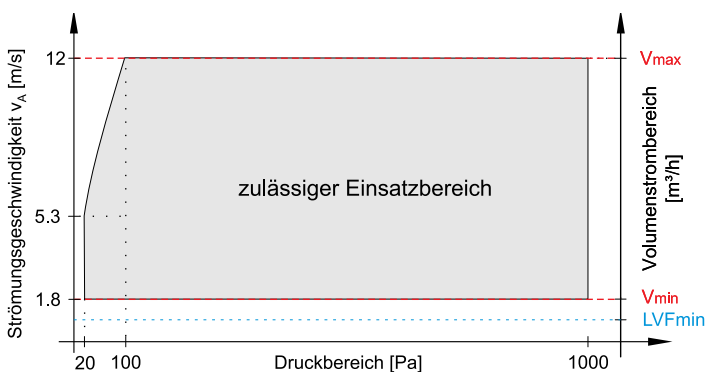 Strömungsgeschwindigkeit vA [m/s]
12
5.3
1.8
zulässiger Einsatzbereich
Vmax
Volumenstrombereich
[m³/h]
Vmin
LVFmin
20
100
Druckbereich [Pa]
1000